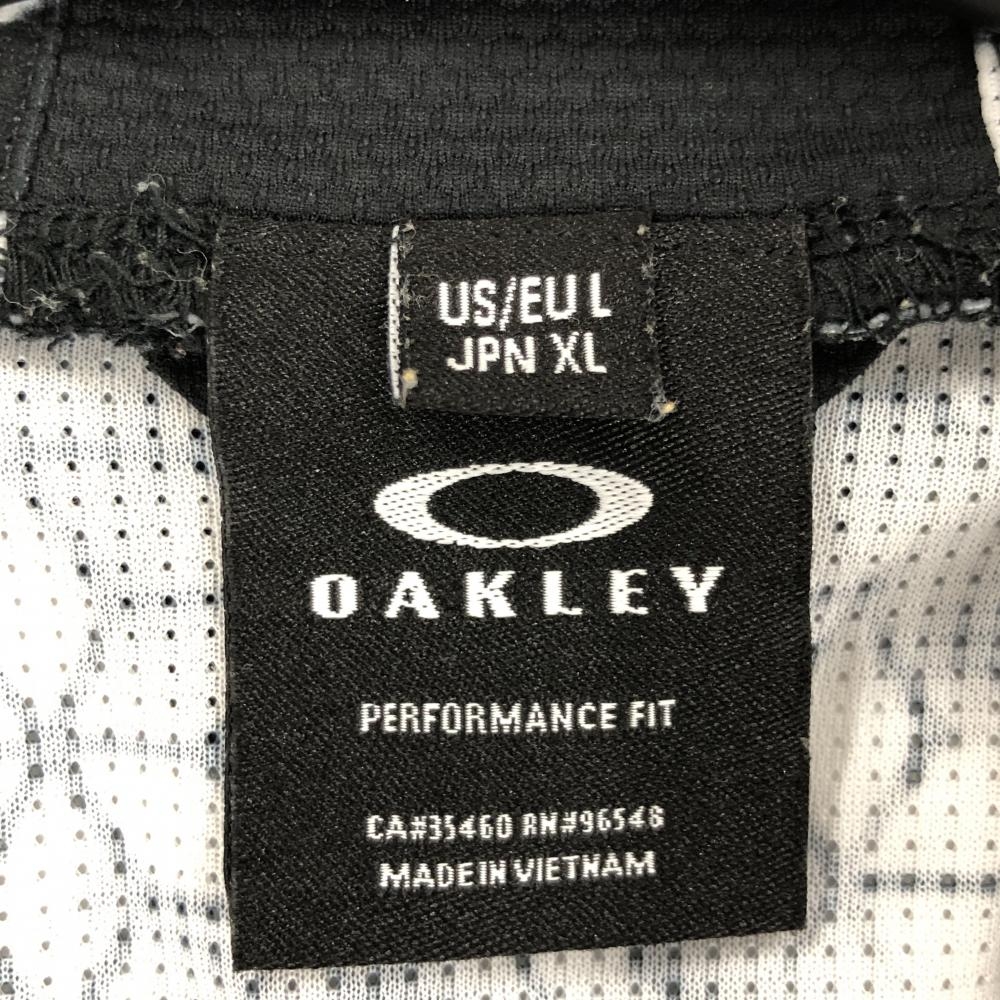 US/EU L
JPN XL
OAKLEY
PERFORMANCE FIT
CA#35460 RN#96548
MADE IN VIETNAM